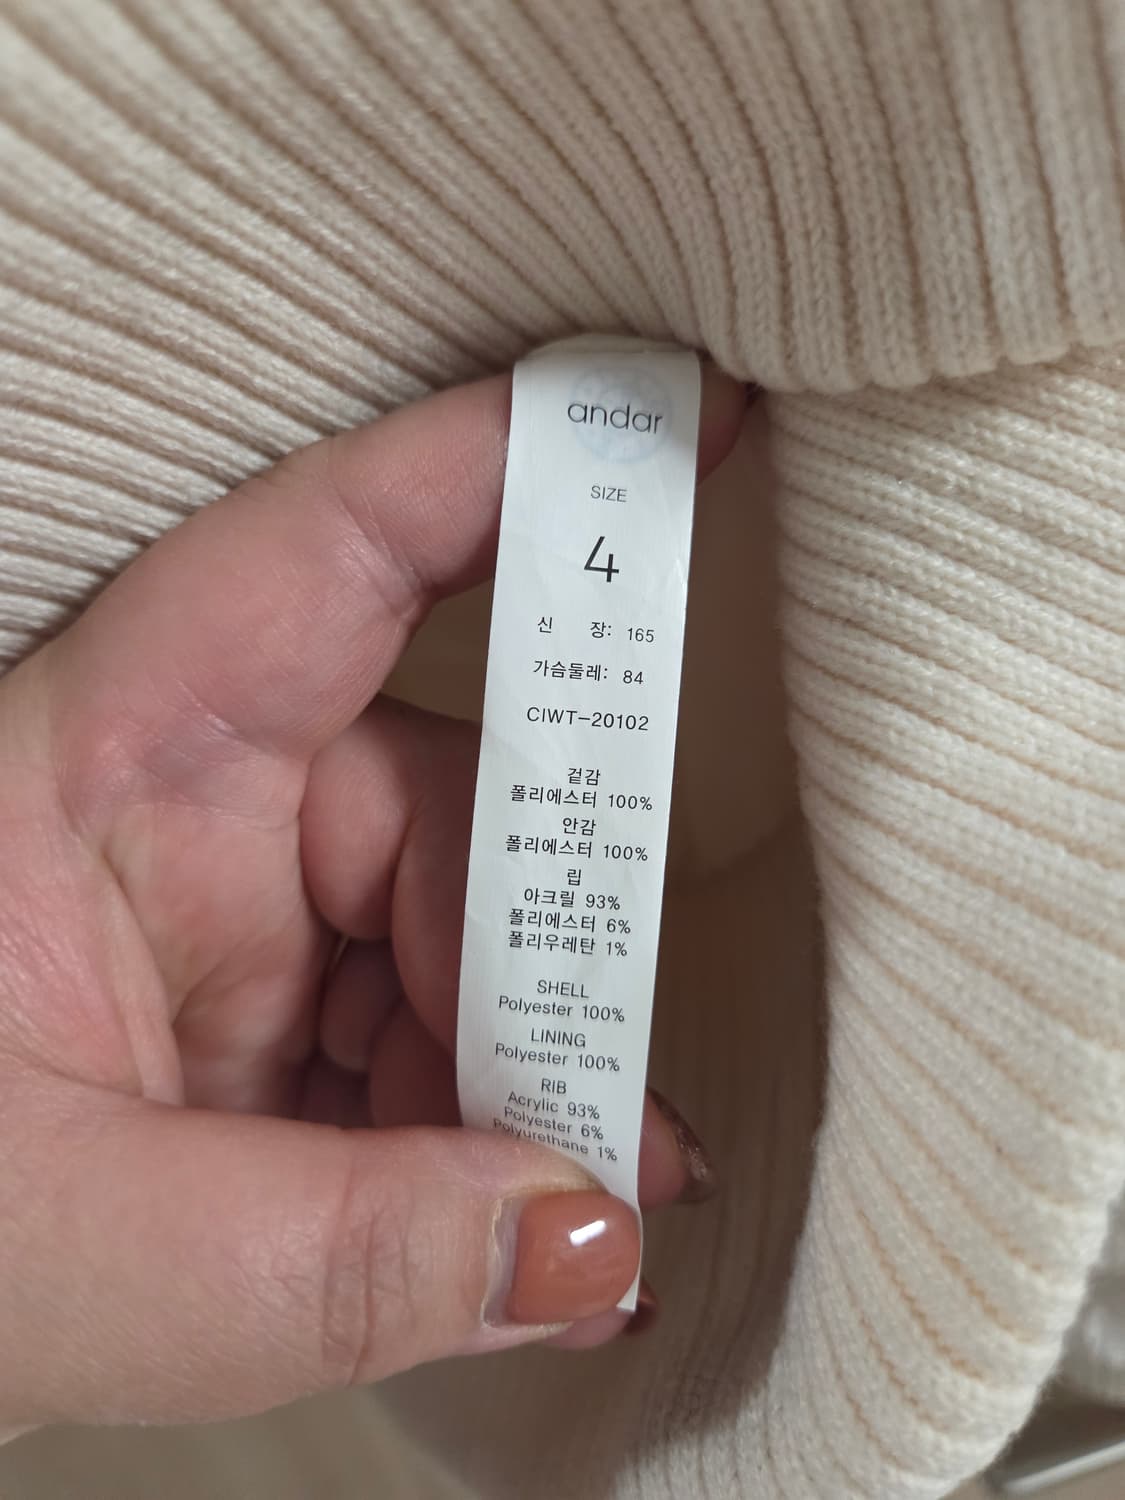 andar
SIZE
4
신 장: 165
가슴둘레: 84
CIWT-20102
겉감
폴리에스터 100%
안감
폴리에스터 100%
립
아크릴 93%
폴리에스터 6%
폴리우레탄 1%
SHELL
Polyester 100%
LINING
Polyester 100%
RIB
Acrylic 93%
Polyester 6%
Polyurethane 1%